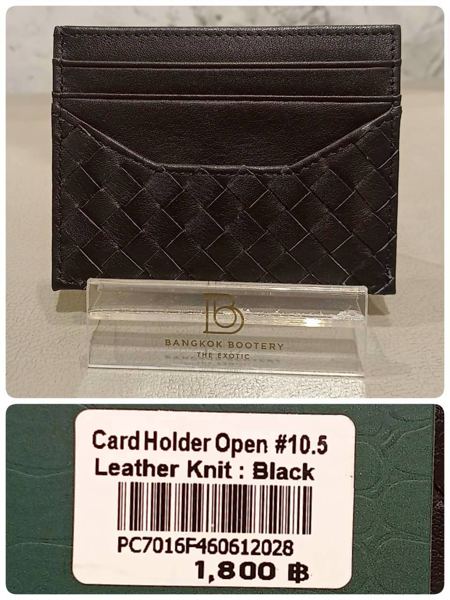 B
BANGKOK BOOTERY
THE EXOTIC
Card Holder Open #10.5
Leather Knit : Black
PC7016F460612028
1,800 ฿